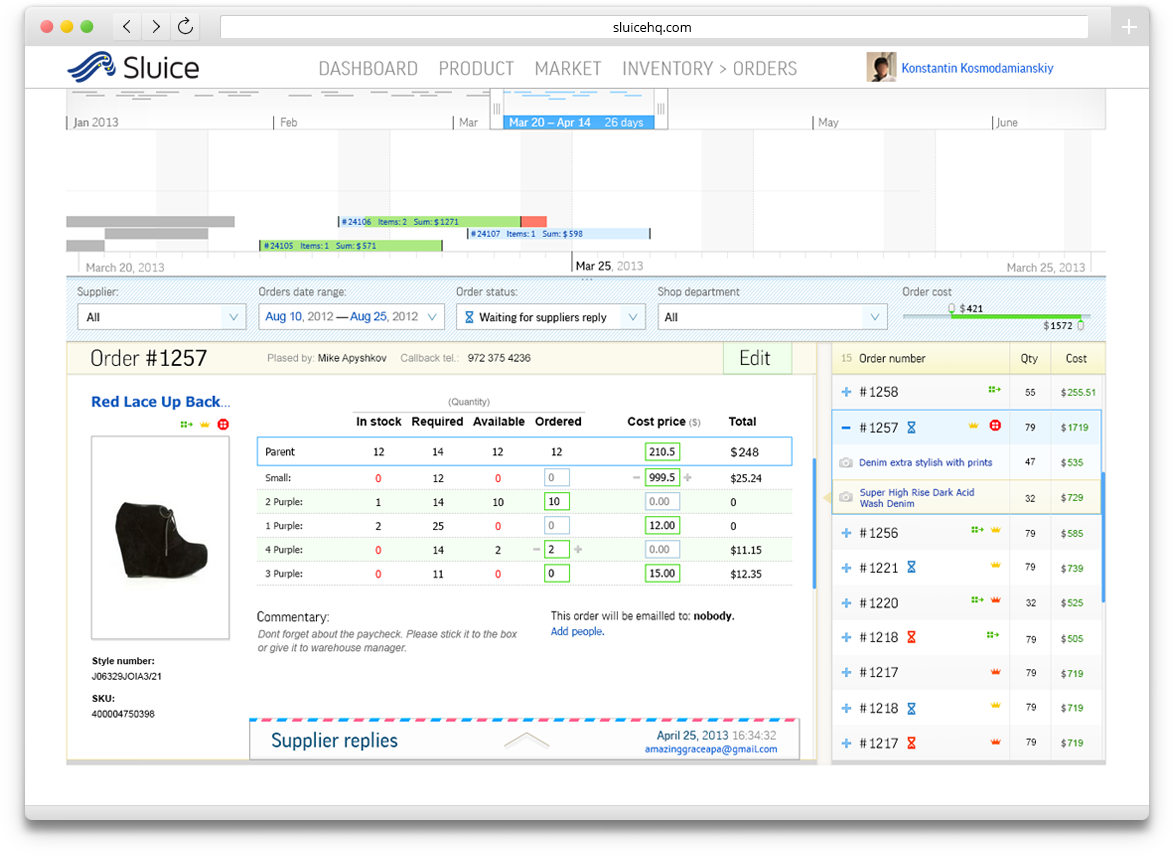 sluicehq.com
Sluice
DASHBOARD PRODUCT MARKET INVENTORY > ORDERS
Konstantin Kosmodamianskiy
Jan 2013 Feb Mar Mar 20 – Apr 14 26 days May June
#24106 Items: 2 Sum: $1271
#24107 Items: 1 Sum: $598
#24105 Items: 1 Sum: $571
March 20, 2013 Mar 25, 2013 March 25, 2013
Supplier: Orders date range: Order status: Shop department Order cost
All Aug 10, 2012 — Aug 25, 2012 Waiting for suppliers reply All $421
$1572
Order #1257 Plased by: Mike Apyshkov Callback tel.: 972 375 4236 Edit
Red Lace Up Back...
(Quantity)
In stock Required Available Ordered Cost price ($) Total
Parent 12 14 12 12 210.5 $248
Small: 0 12 0 0 999.5 $25.24
2 Purple: 1 14 10 10 0.00 0
1 Purple: 2 25 0 0 12.00 0
4 Purple: 0 14 2 2 0.00 $11.15
3 Purple: 0 11 0 0 15.00 $12.35
Commentary:
Dont forget about the paycheck. Please stick it to the box
or give it to warehouse manager.
This order will be emailled to: nobody.
Add people.
Style number:
J06329JOIA3/21
SKU:
400004750398
Supplier replies
April 25, 2013 16:34:32
amazinggraceapa@gmail.com
15 Order number Qty Cost
#1258 55 $255.51
#1257 79 $1719
Denim extra stylish with prints 47 $535
Super High Rise Dark Acid
Wash Denim 32 $729
#1256 79 $585
#1221 79 $739
#1220 32 $525
#1218 79 $505
#1217 79 $719
#1218 79 $719
#1217 79 $719